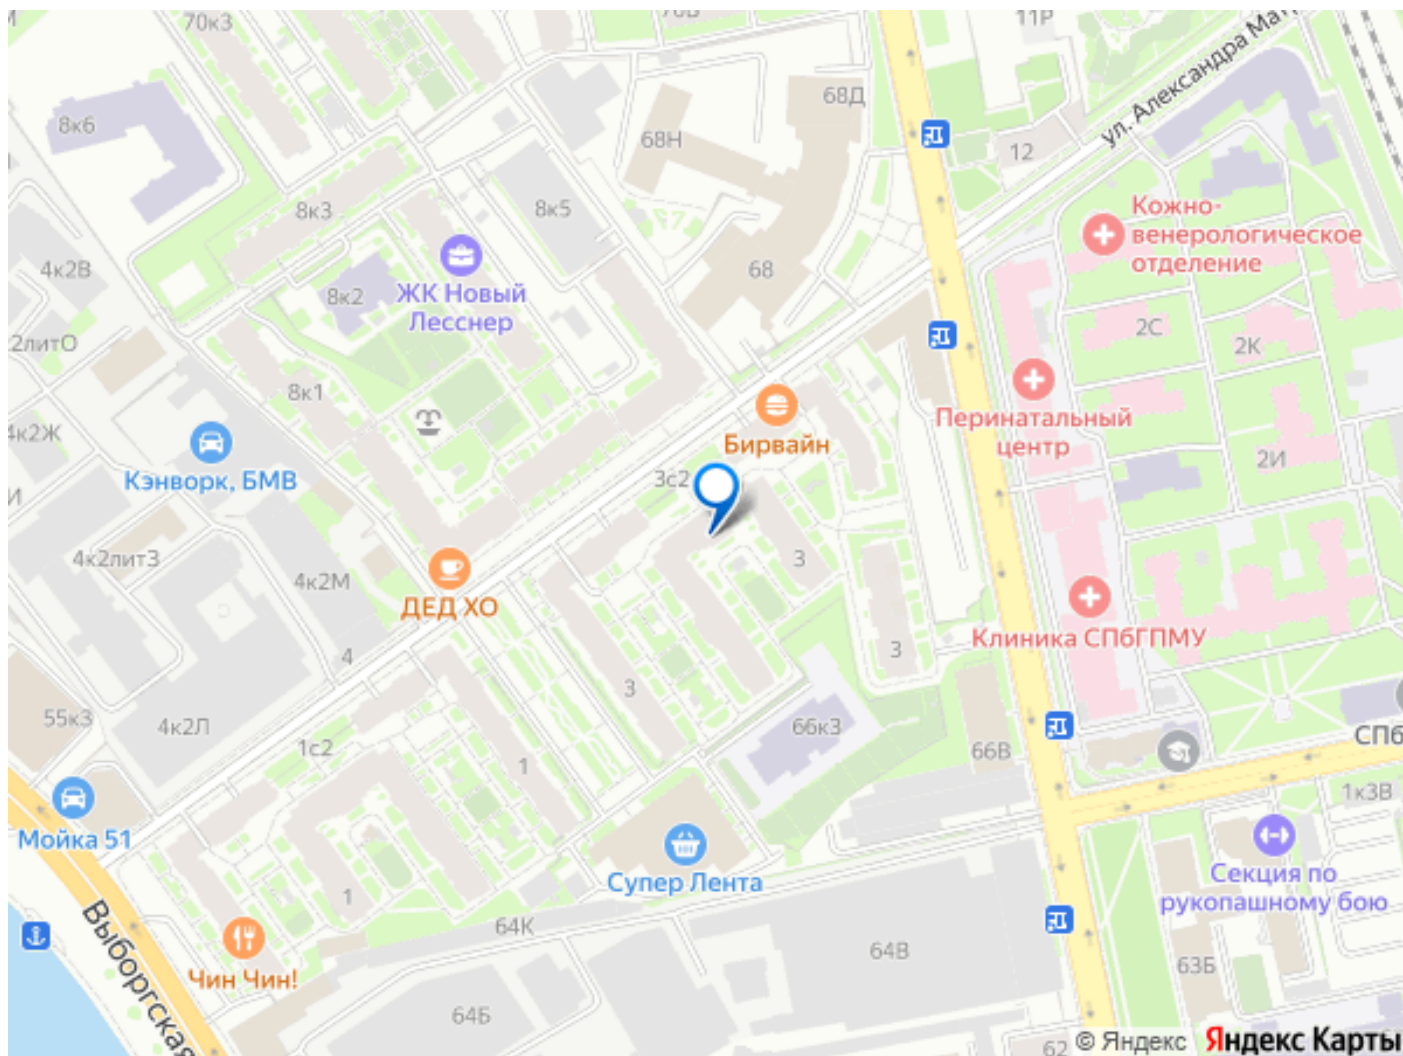 70к3
70В
11Р
ул. Александра Мат
8к6
68Д
68Н
12
8к3
8к5
Кожно-
венерологическое
отделение
4к2В
68
8к2
ЖК Новый
Лесснер
2С
2К
2литО
8к1
Перинатальный
центр
4к2Ж
Бирвайн
2И
Кэнворк, БМВ
3с2
4к2лит3
4к2М
3
ДЕД ХО
Клиника СПбГПМУ
4
3
3
55к3
4к2Л
66к3
СПб
1с2
66В
1
1к3В
Мойка 51
Супер Лента
Секция по
рукопашному бою
1
Выборгская
64К
64В
Чин Чин!
63Б
64Б
62
© Яндекс Яндекс Карты